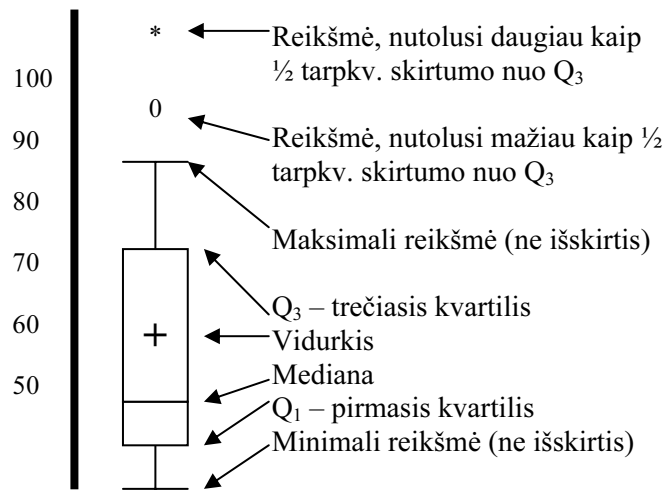 *
Reikšmė, nutolusi daugiau kaip
½ tarpkv. skirtumo nuo Q₃
100
0
90
Reikšmė, nutolusi mažiau kaip ½
tarpkv. skirtumo nuo Q₃
80
Maksimali reikšmė (ne išskirtis)
70
Q₃ – trečiasis kvartilis
60
+
Vidurkis
50
Mediana
Q₁ – pirmasis kvartilis
Minimali reikšmė (ne išskirtis)